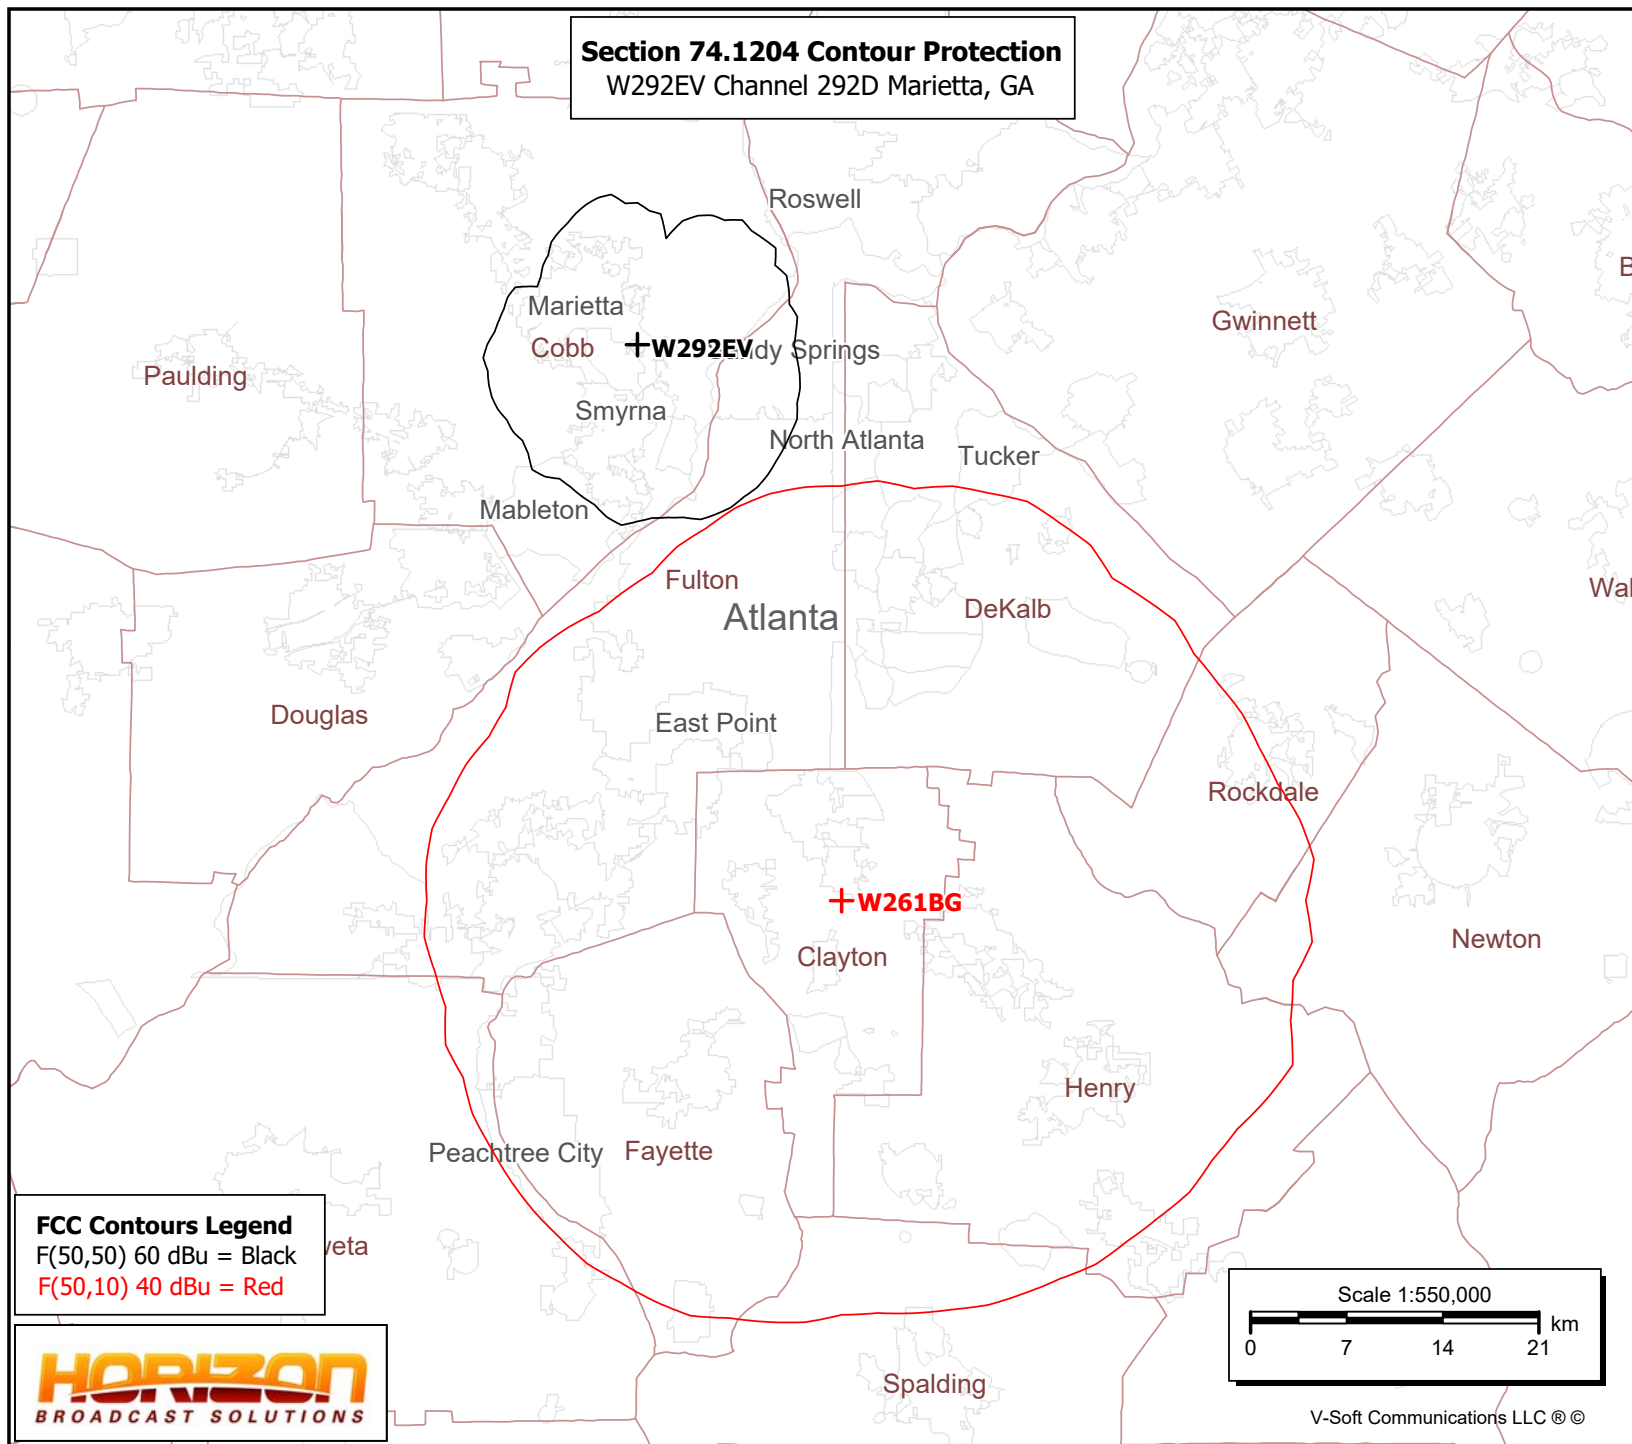 Section 74.1204 Contour Protection
W292EV Channel 292D Marietta, GA
Roswell
Marietta
Gwinnett
Cobb
W292EV
Springs
Paulding
Smyrna
North Atlanta
Tucker
Mableton
Fulton
DeKalb
Atlanta
Douglas
East Point
Rockdale
W261BG
Newton
Clayton
Henry
Peachtree City
Fayette
FCC Contours Legend
F(50,50) 60 dBu = Black
F(50,10) 40 dBu = Red
Scale 1:550,000
km
0 7 14 21
HORIZON
BROADCAST SOLUTIONS
Spalding
V-Soft Communications LLC ® ©